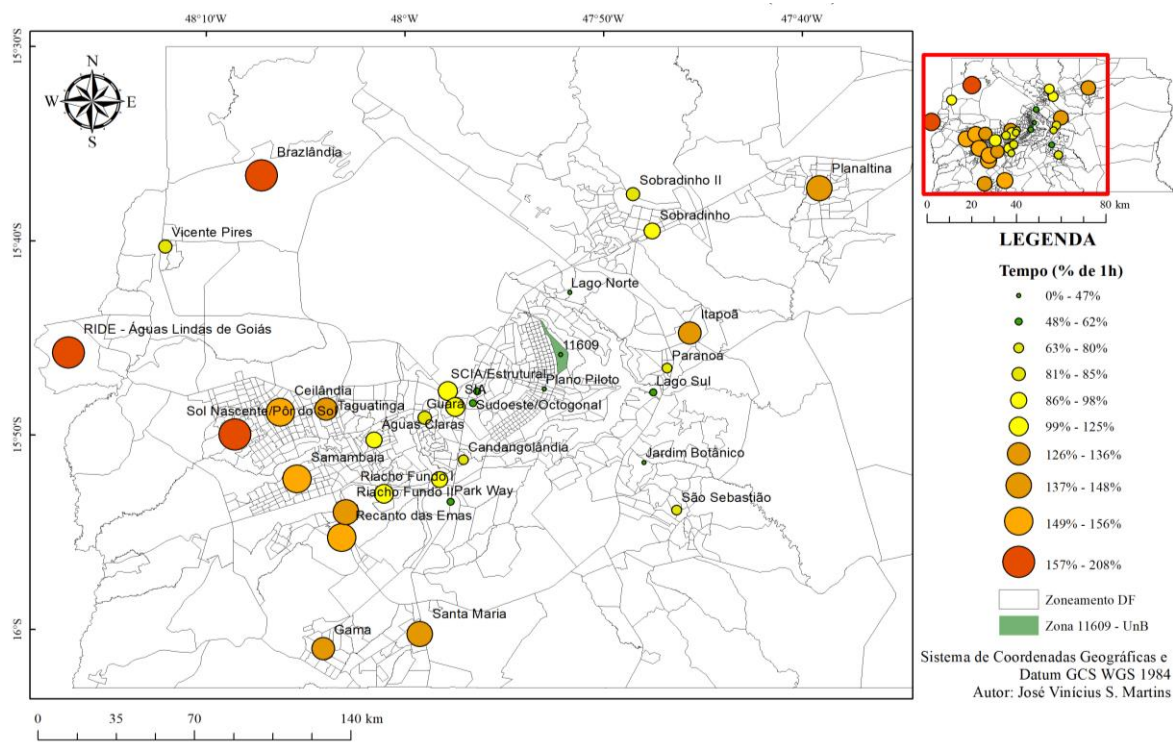 48°10'W 48°W 47°50'W 47°40'W
15°30'S
15°40'S
15°50'S
16°S
N
W E
S
Brazlândia
Planaltina
Sobradinho II
Sobradinho
Vicente Pires
Lago Norte
Itapoã
RIDE - Águas Lindas de Goiás
11609
Paranoá
SCIA/Estrutural
Plano Piloto
Lago Sul
Ceilândia
SIA
Guará
Sol Nascente/Pôr do Sol
Taguatinga
Sudoeste/Octogonal
Águas Claras
Candangolândia
Jardim Botânico
Samambaia
Riacho Fundo I
Riacho Fundo II
Park Way
São Sebastião
Recanto das Emas
Santa Maria
Gama
0 35 70 140 km
0 20 40 60 80 km
LEGENDA
Tempo (% de 1h)
0% - 47%
48% - 62%
63% - 80%
81% - 85%
86% - 98%
99% - 125%
126% - 136%
137% - 148%
149% - 156%
157% - 208%
Zoneamento DF
Zona 11609 - UnB
Sistema de Coordenadas Geográficas e
Datum GCS WGS 1984
Autor: José Vinícius S. Martins